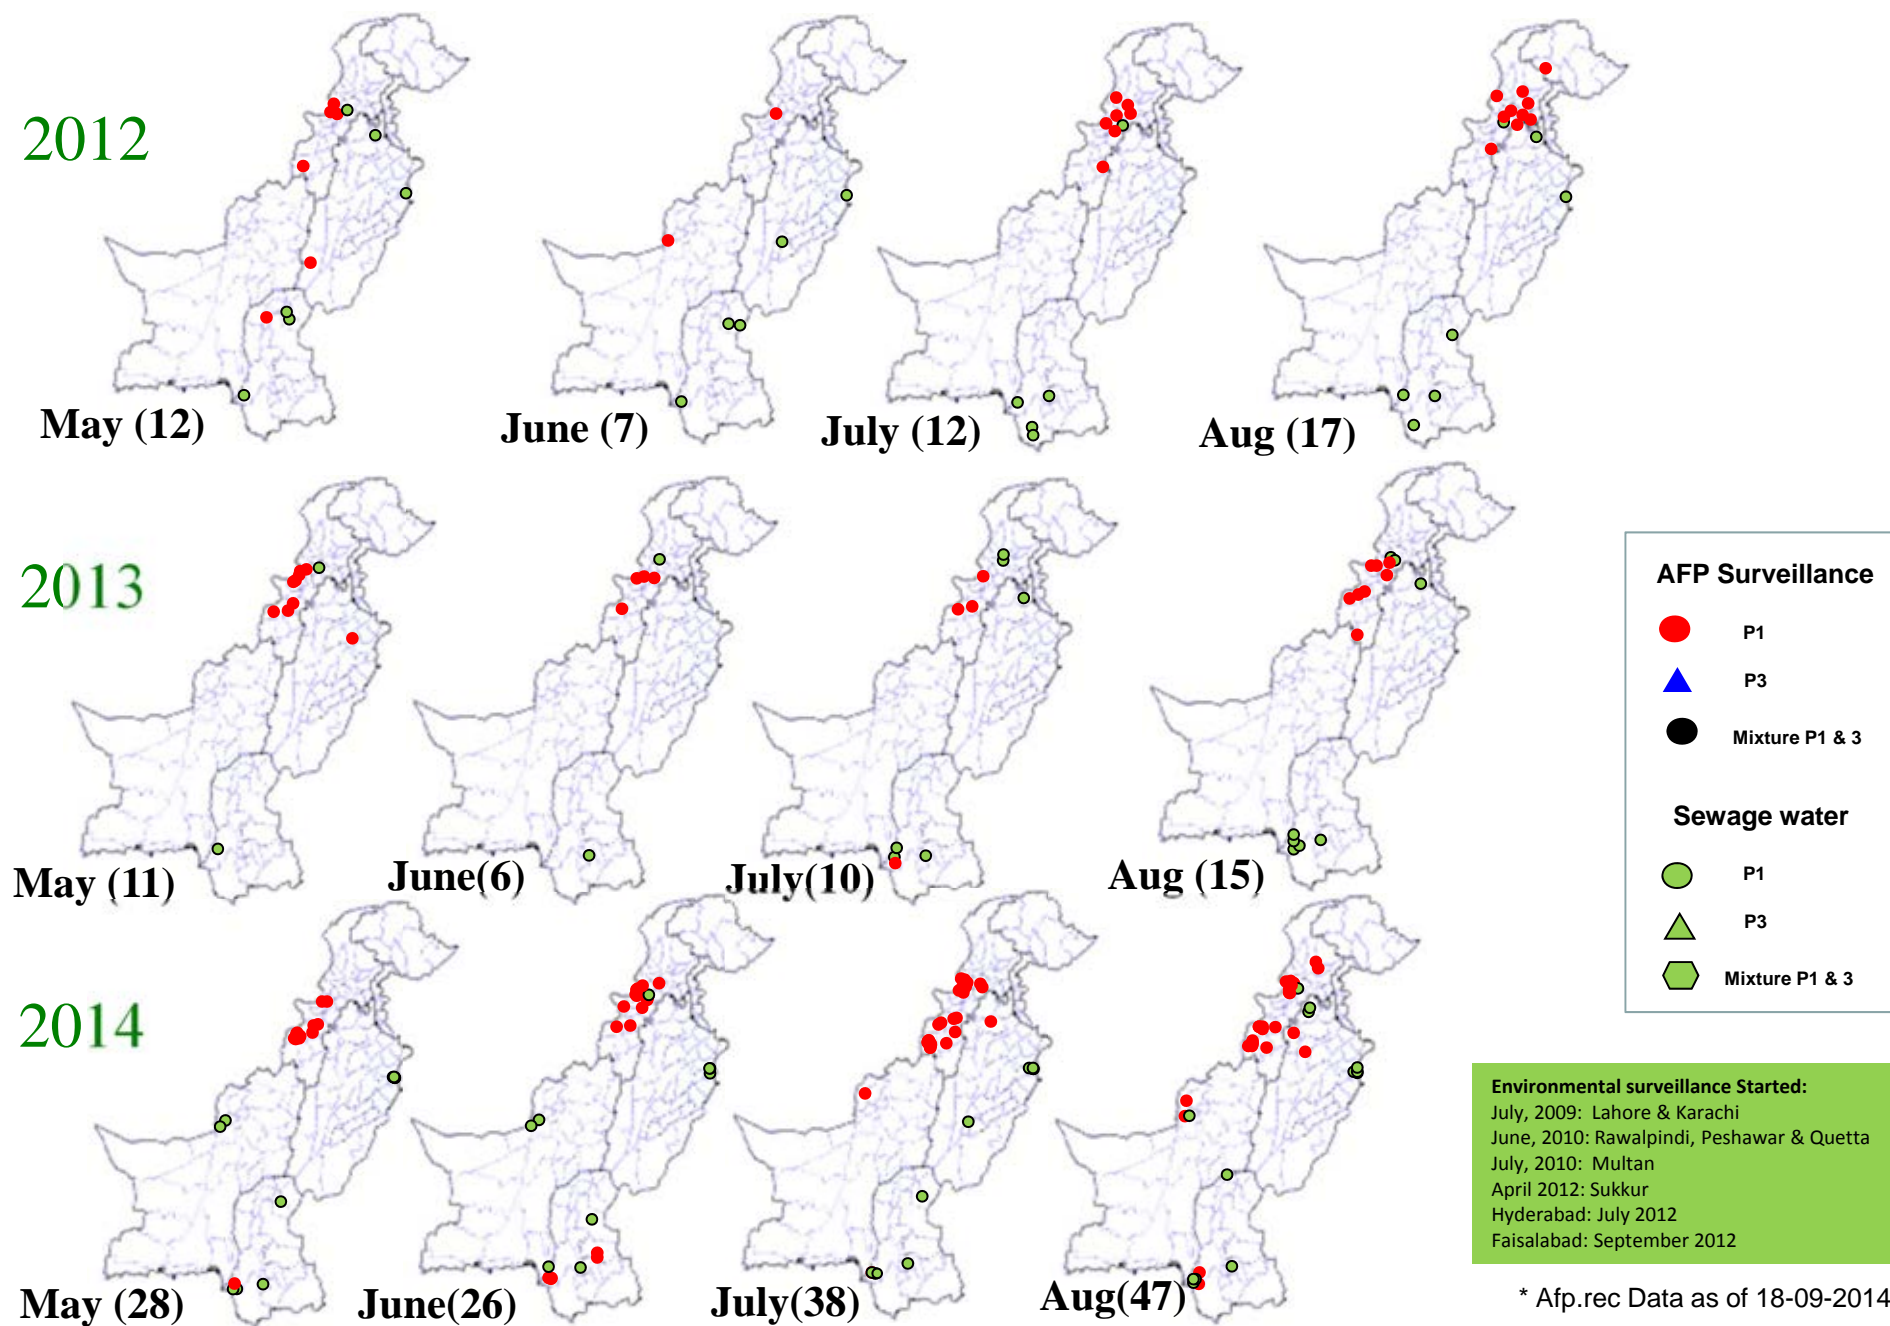 2012
May (12)
June (7)
July (12)
Aug (17)
2013
May (11)
June(6)
July(10)
Aug (15)
2014
May (28)
June(26)
July(38)
Aug(47)
AFP Surveillance
P1
P3
Mixture P1 & 3
Sewage water
P1
P3
Mixture P1 & 3
Environmental surveillance Started:
July, 2009: Lahore & Karachi
June, 2010: Rawalpindi, Peshawar & Quetta
July, 2010: Multan
April 2012: Sukkur
Hyderabad: July 2012
Faisalabad: September 2012
* Afp.rec Data as of 18-09-2014